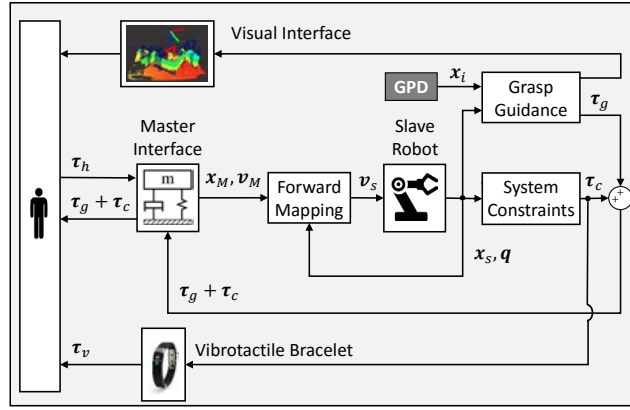 Visual Interface
x_i
GPD
Grasp
Guidance
τ_g
Master
Interface
Slave
Robot
τ_h
m
x_M, v_M
Forward
Mapping
v_s
System
Constraints
τ_c
+
+
τ_g + τ_c
x_s, q
τ_g + τ_c
τ_v
Vibrotactile Bracelet